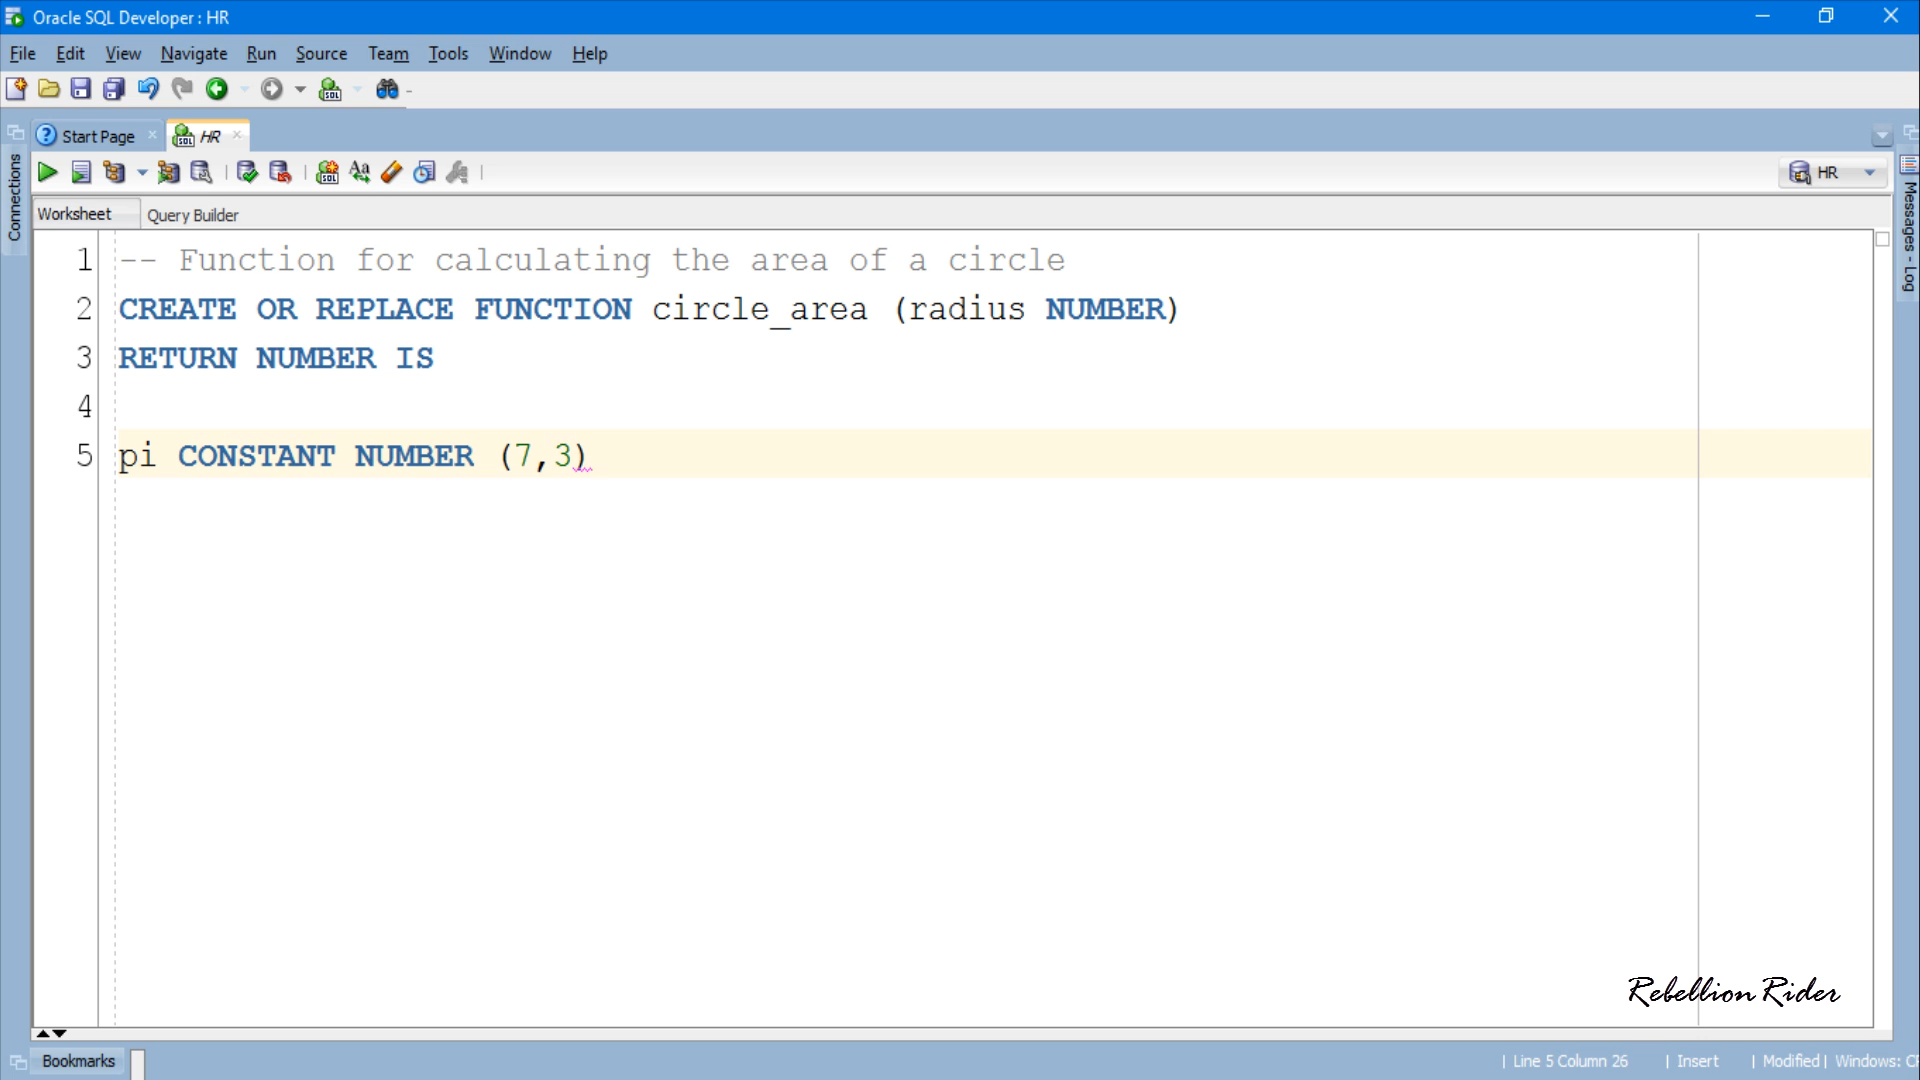 Oracle SQL Developer : HR
File Edit View Navigate Run Source Team Tools Window Help
Start Page HR
HR
Worksheet Query Builder
Connections
Messages - Log
1 -- Function for calculating the area of a circle
2 CREATE OR REPLACE FUNCTION circle_area (radius NUMBER)
3 RETURN NUMBER IS
4
5 pi CONSTANT NUMBER (7,3)
Rebellion Rider
Bookmarks
| Line 5 Column 26 | Insert | Modified | Windows: